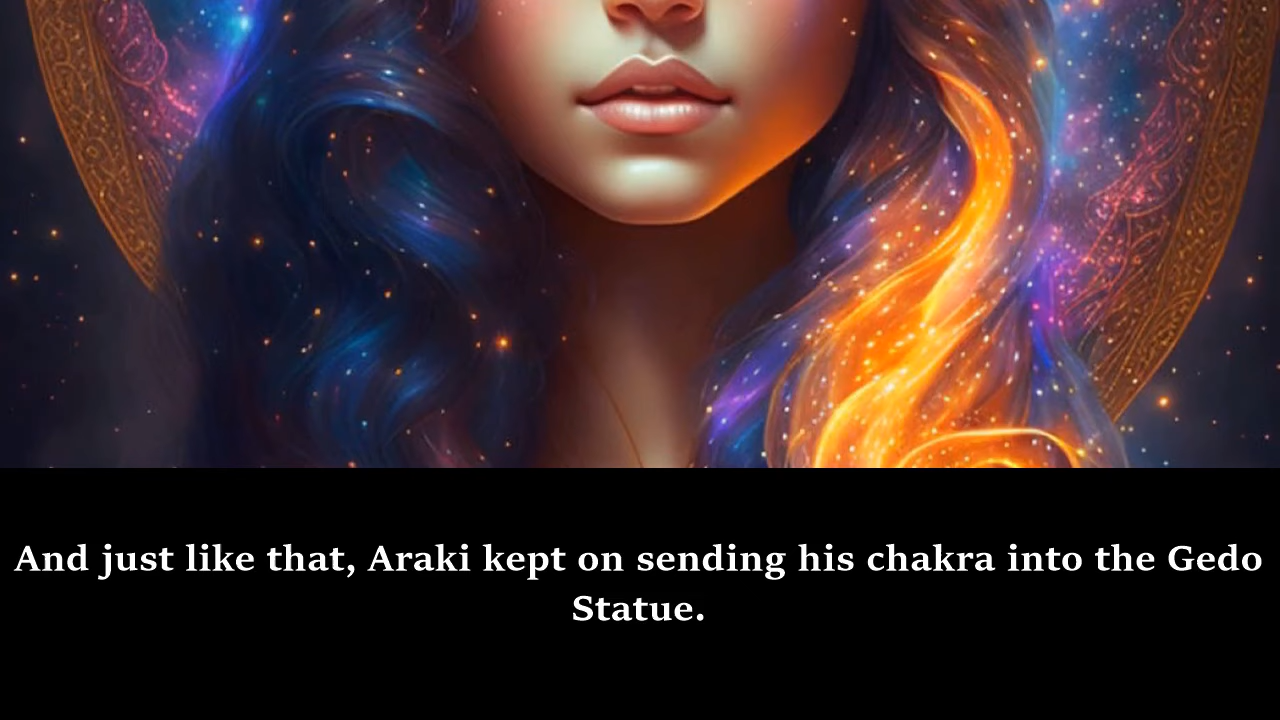 And just like that, Araki kept on sending his chakra into the Gedo
Statue.